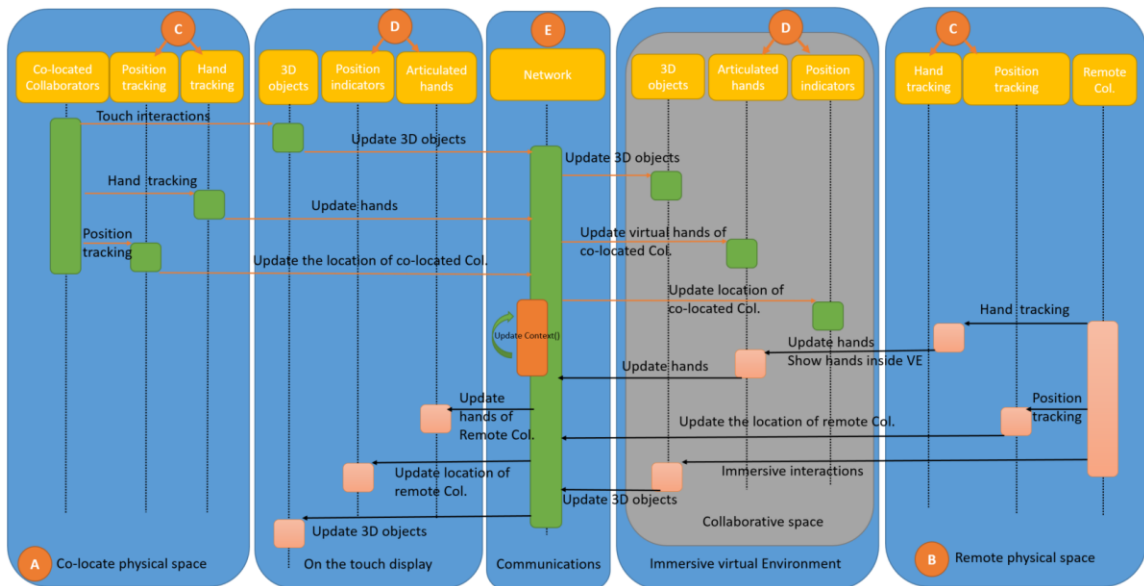 C
D
E
D
C
Co-located
Collaborators
Position
tracking
Hand
tracking
3D
objects
Position
indicators
Articulated
hands
Network
3D
objects
Articulated
hands
Position
indicators
Hand
tracking
Position
tracking
Remote
Col.
Touch interactions
Update 3D objects
Update 3D objects
Hand tracking
Update hands
Position
tracking
Update virtual hands of
co-located Col.
Update the location of co-located Col.
Update location of
co-located Col.
Hand tracking
Update Context()
Update hands
Show hands inside VE
Update hands
Update
hands of
Remote Col.
Position
tracking
Update the location of remote Col.
Update location of
remote Col.
Immersive interactions
Update 3D objects
Update 3D objects
Collaborative space
A
Co-locate physical space
On the touch display
Communications
Immersive virtual Environment
B
Remote physical space